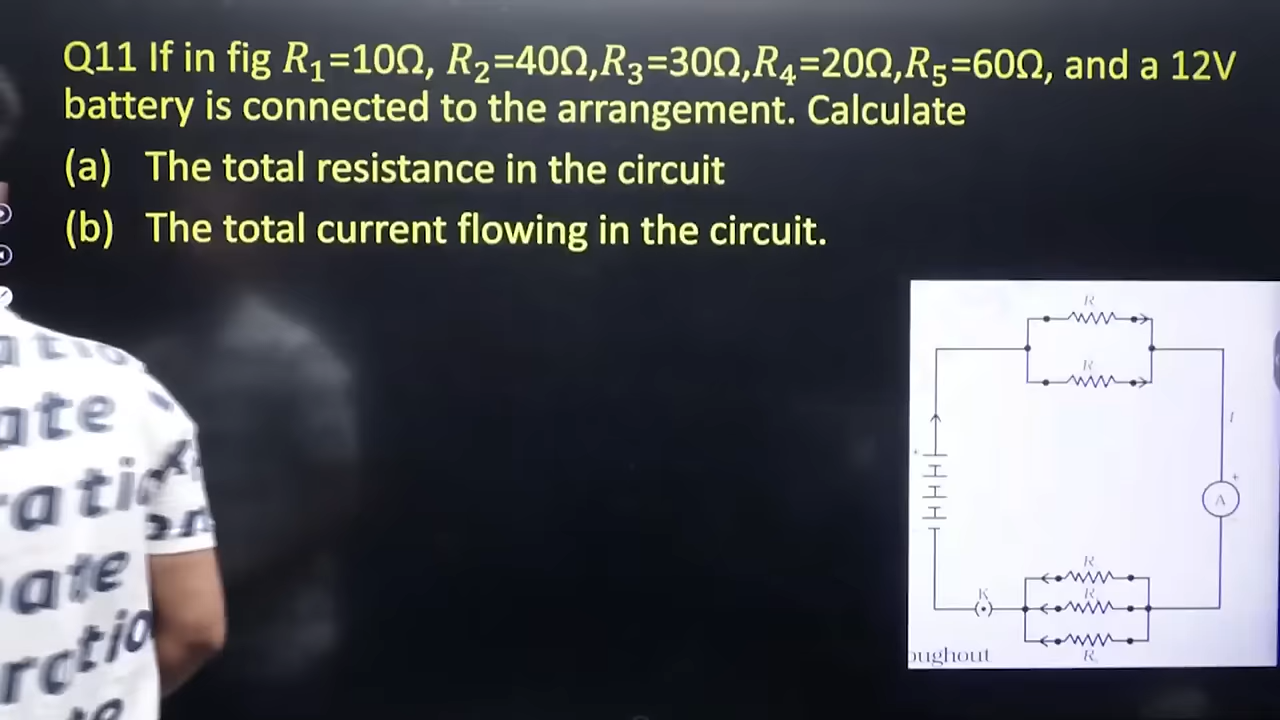 Q11 If in fig R₁=10Ω, R₂=40Ω,R₃=30Ω,R₄=20Ω,R₅=60Ω, and a 12V
battery is connected to the arrangement. Calculate
(a) The total resistance in the circuit
(b) The total current flowing in the circuit.
R
R
I
+
+
A
R
K
R
R
oughout
ate
ate